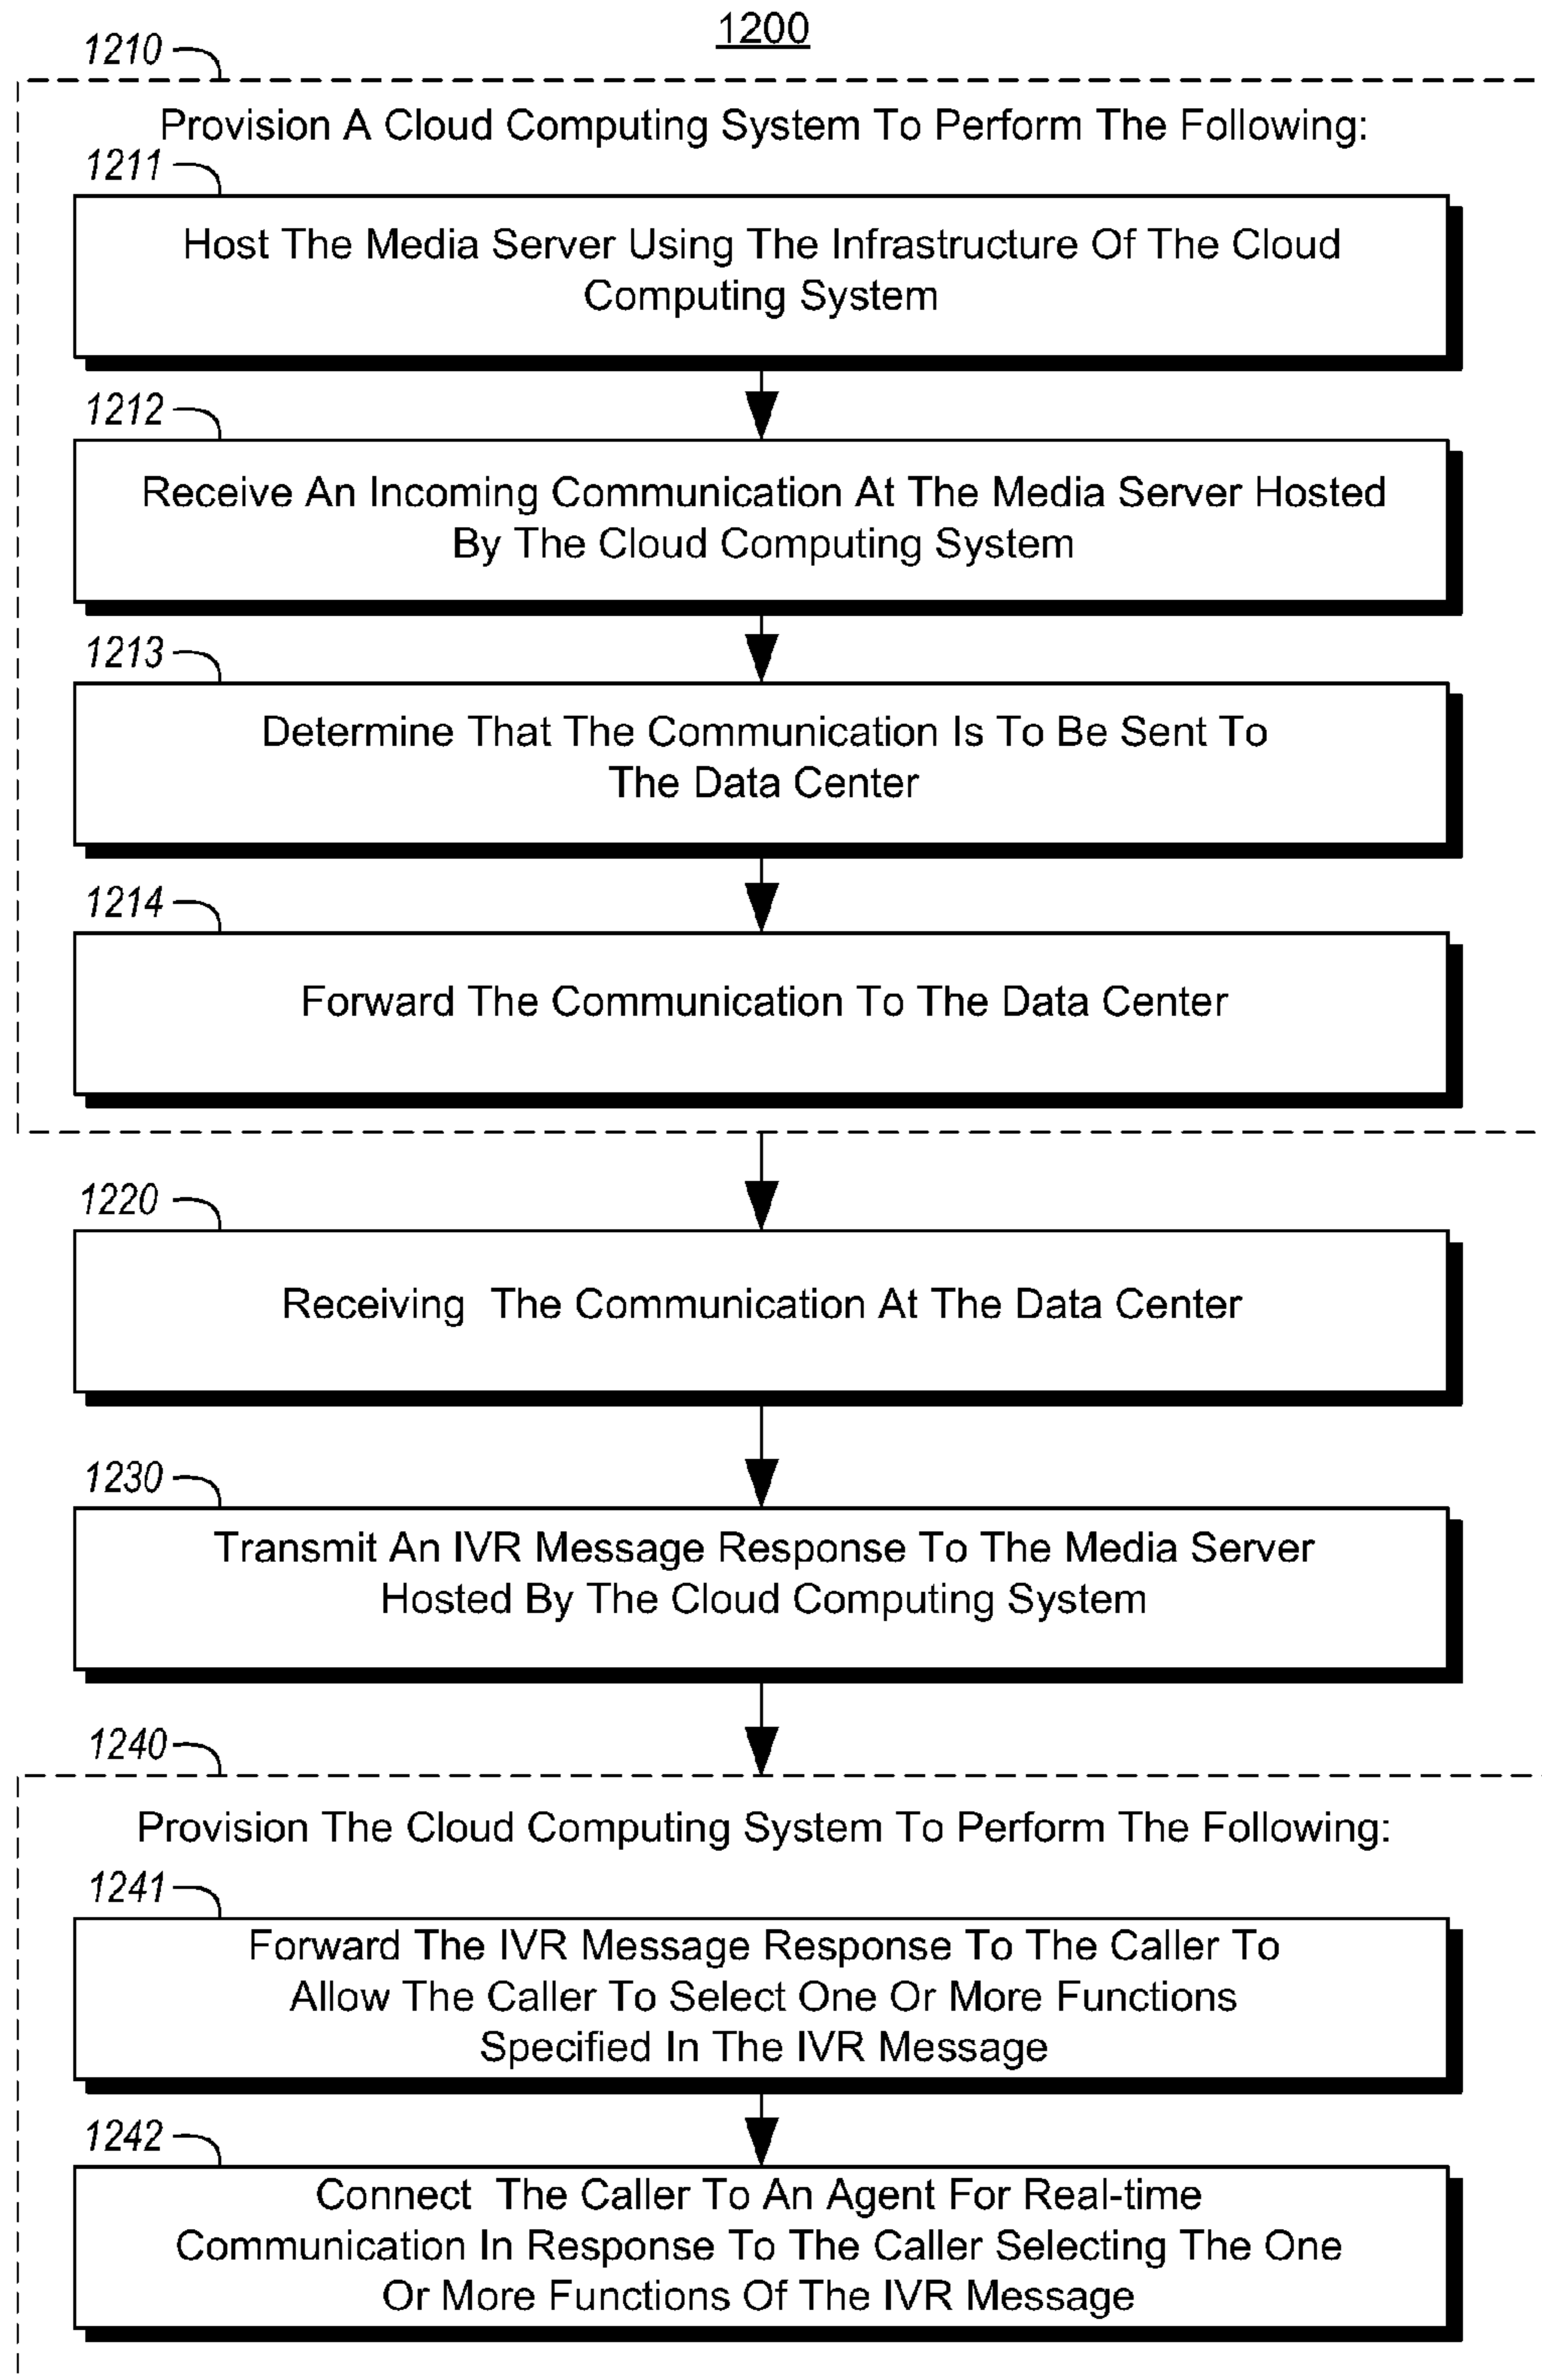 1200
1210
Provision A Cloud Computing System To Perform The Following:
1211
Host The Media Server Using The Infrastructure Of The Cloud
Computing System
1212
Receive An Incoming Communication At The Media Server Hosted
By The Cloud Computing System
1213
Determine That The Communication Is To Be Sent To
The Data Center
1214
Forward The Communication To The Data Center
1220
Receiving The Communication At The Data Center
1230
Transmit An IVR Message Response To The Media Server
Hosted By The Cloud Computing System
1240
Provision The Cloud Computing System To Perform The Following:
1241
Forward The IVR Message Response To The Caller To
Allow The Caller To Select One Or More Functions
Specified In The IVR Message
1242
Connect The Caller To An Agent For Real-time
Communication In Response To The Caller Selecting The One
Or More Functions Of The IVR Message